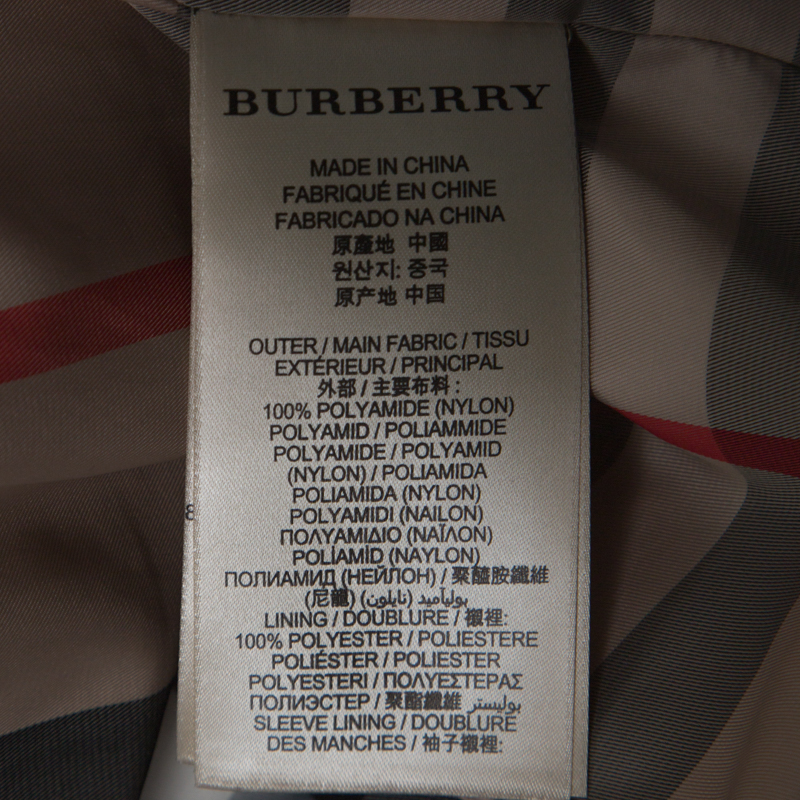 BURBERRY
MADE IN CHINA
FABRIQUÉ EN CHINE
FABRICADO NA CHINA
原產地 中國
원산지: 중국
原产地 中国
OUTER / MAIN FABRIC / TISSU
EXTÉRIEUR / PRINCIPAL
外部 / 主要布料 :
100% POLYAMIDE (NYLON)
POLYAMID / POLIAMMIDE
POLYAMIDE / POLYAMID
(NYLON) / POLIAMIDA
POLIAMIDA (NYLON)
POLYAMIDI (NAILON)
ΠΟΛΥΑΜΙΔΙΟ (ΝΑΪΛΟΝ)
POLÍAMÍD (NAYLON)
ПОЛИАМИД (НЕЙЛОН) / 聚醯胺纖維
(尼龍) بوليآميد (نايلون)
LINING / DOUBLURE / 襯裡:
100% POLYESTER / POLIESTERE
POLIÉSTER / POLIESTER
POLYESTERI / ΠΟΛΥΕΣΤΕΡΑΣ
ПОЛИЭСТЕР / 聚酯纖維 بوليستر
SLEEVE LINING / DOUBLURE
DES MANCHES / 袖子襯裡:
8